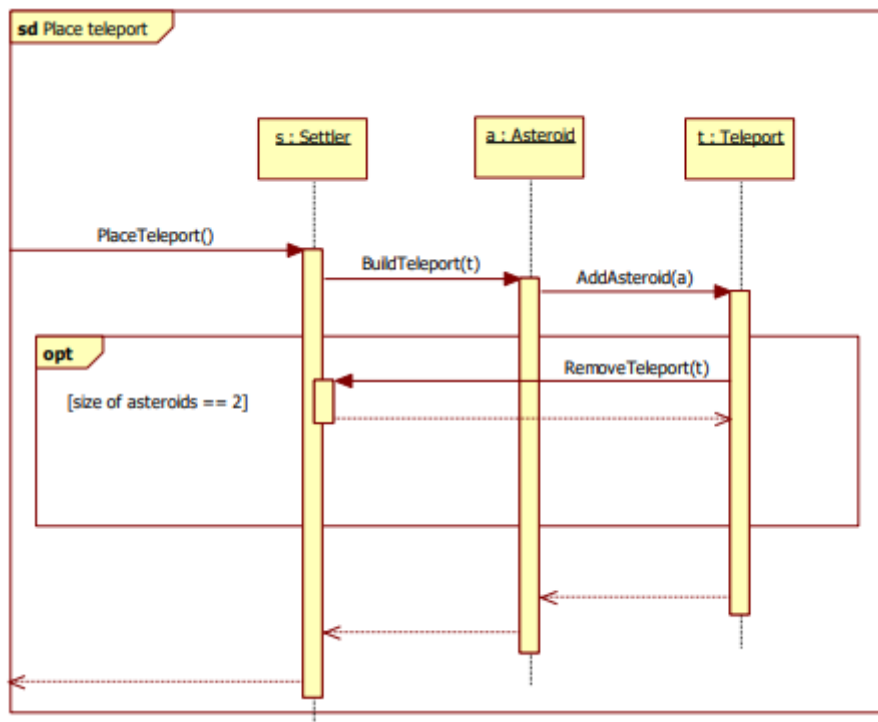 sd Place teleport
s : Settler
a : Asteroid
t : Teleport
PlaceTeleport()
BuildTeleport(t)
AddAsteroid(a)
opt
RemoveTeleport(t)
[size of asteroids == 2]